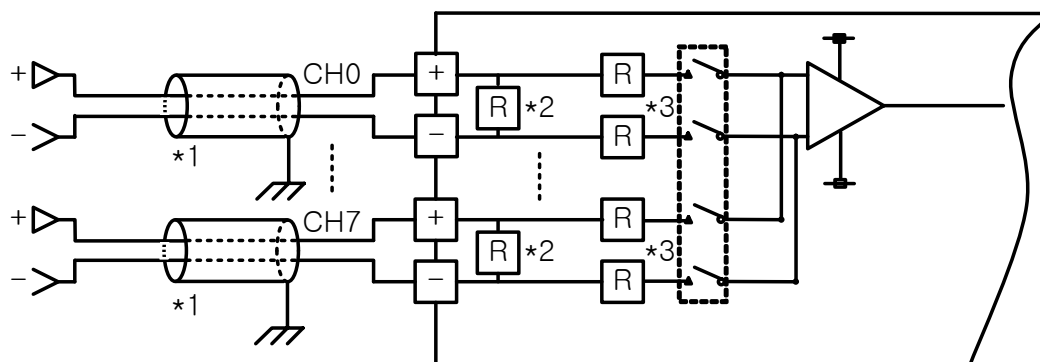 + CH0 + R
R *2 *3
− *1 − R
+ CH7 + R
R *2 *3
− *1 − R